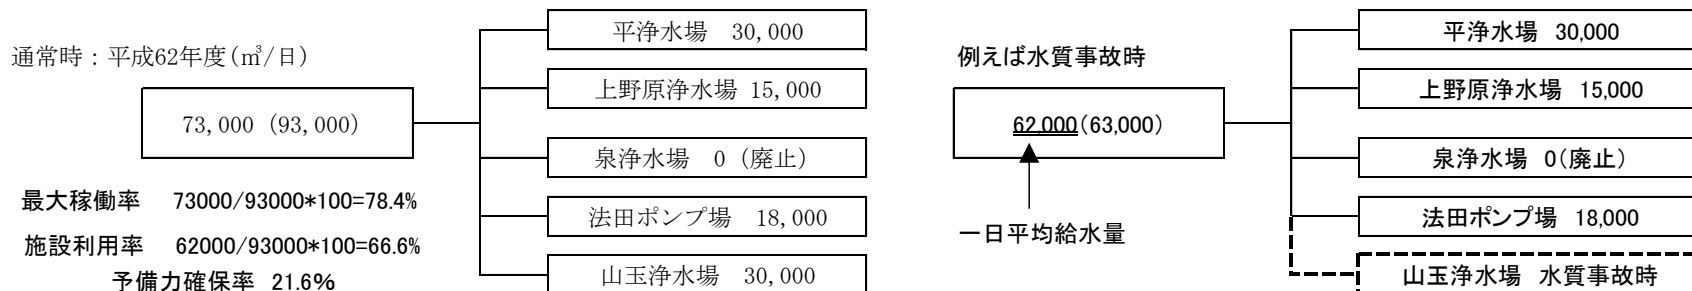 通常時：平成62年度(㎥/日)
73,000 (93,000)
最大稼働率 73000/93000*100=78.4%
施設利用率 62000/93000*100=66.6%
予備力確保率 21.6%
平浄水場 30,000
上野原浄水場 15,000
泉浄水場 0 (廃止)
法田ポンプ場 18,000
山玉浄水場 30,000
例えば水質事故時
62,000(63,000)
一日平均給水量
平浄水場 30,000
上野原浄水場 15,000
泉浄水場 0(廃止)
法田ポンプ場 18,000
山玉浄水場 水質事故時